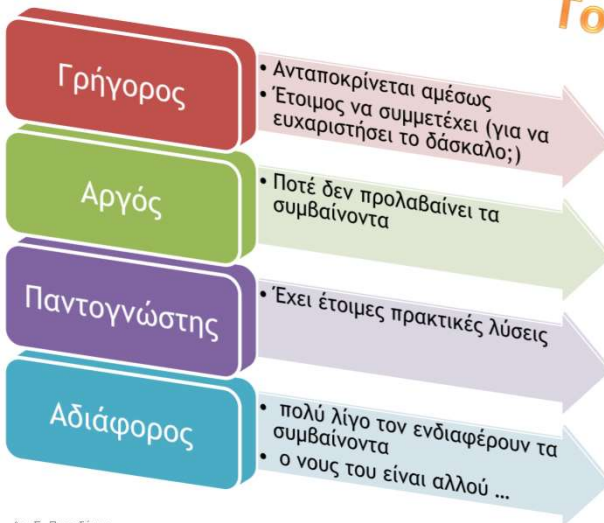 Γρήγορος
• Ανταποκρίνεται αμέσως
• Έτοιμος να συμμετέχει (για να
ευχαριστήσει το δάσκαλο;)
Αργός
• Ποτέ δεν προλαβαίνει τα
συμβαίνοντα
Παντογνώστης
• Έχει έτοιμες πρακτικές λύσεις
Αδιάφορος
• πολύ λίγο τον ενδιαφέρουν τα
συμβαίνοντα
• ο νους του είναι αλλού ...